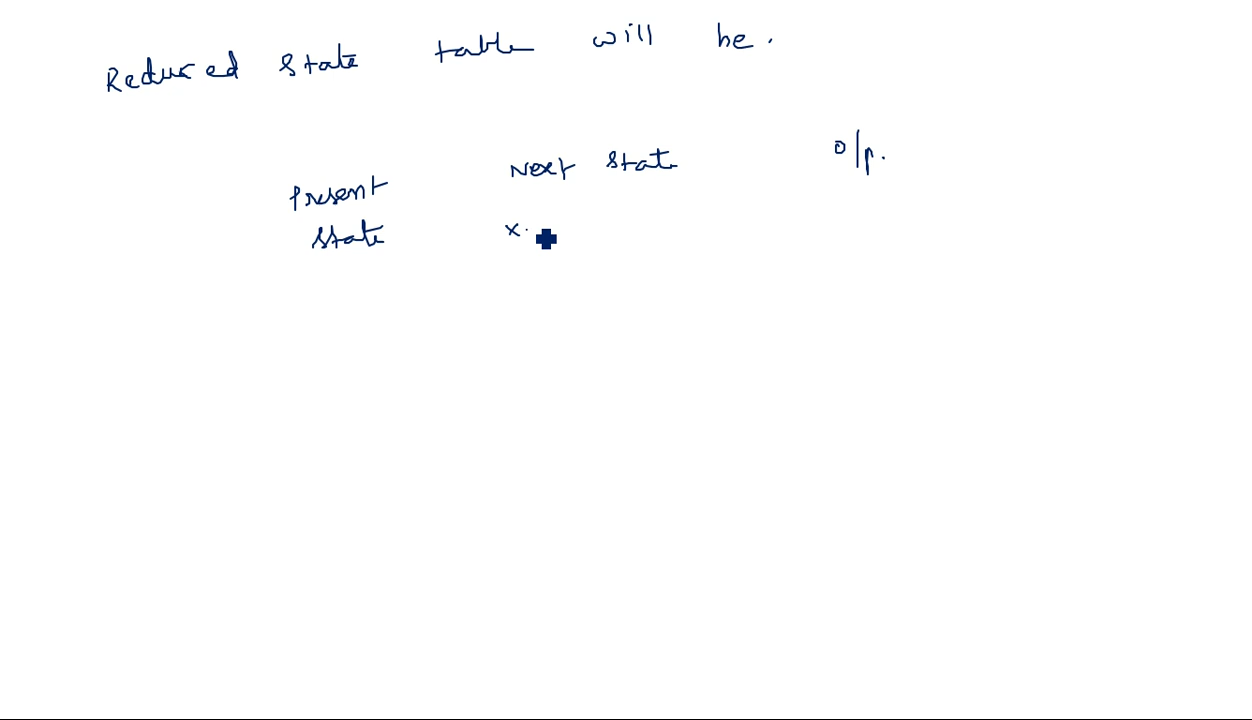 Reduced state table will be.
Present Next State o/p.
State x.